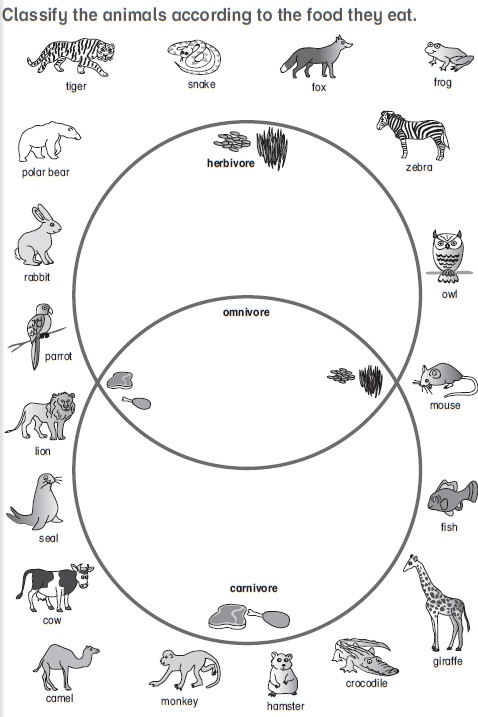 Classify the animals according to the food they eat.
tiger
snake
fox
frog
polar bear
herbivore
zebra
rabbit
owl
omnivore
parrot
mouse
lion
seal
fish
carnivore
cow
giraffe
camel
monkey
hamster
crocodile